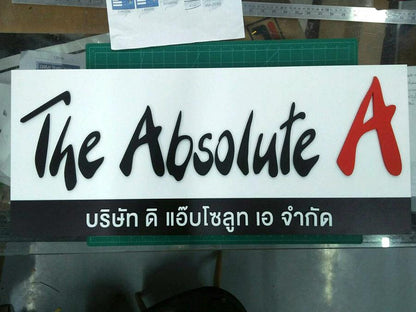 The Absolute A
บริษัท ดิ แอ๊บโซลูท เอ จำกัด